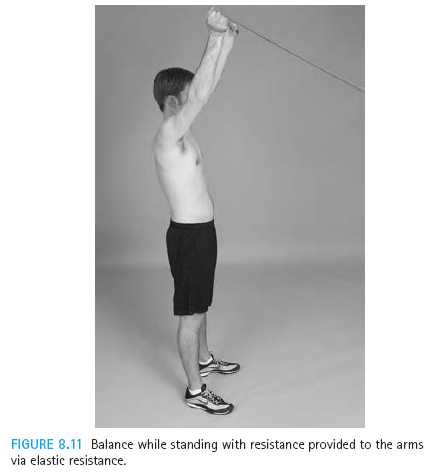 FIGURE 8.11 Balance while standing with resistance provided to the arms
via elastic resistance.